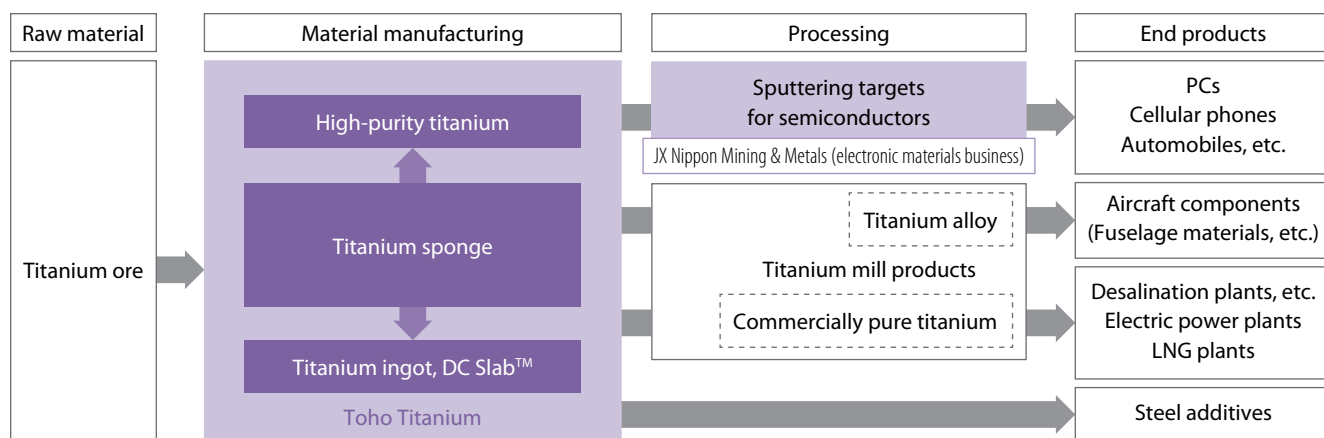 Raw material
Material manufacturing
Processing
End products
Titanium ore
High-purity titanium
Titanium sponge
Titanium ingot, DC Slab™
Toho Titanium
Sputtering targets
for semiconductors
JX Nippon Mining & Metals (electronic materials business)
Titanium alloy
Titanium mill products
Commercially pure titanium
PCs
Cellular phones
Automobiles, etc.
Aircraft components
(Fuselage materials, etc.)
Desalination plants, etc.
Electric power plants
LNG plants
Steel additives